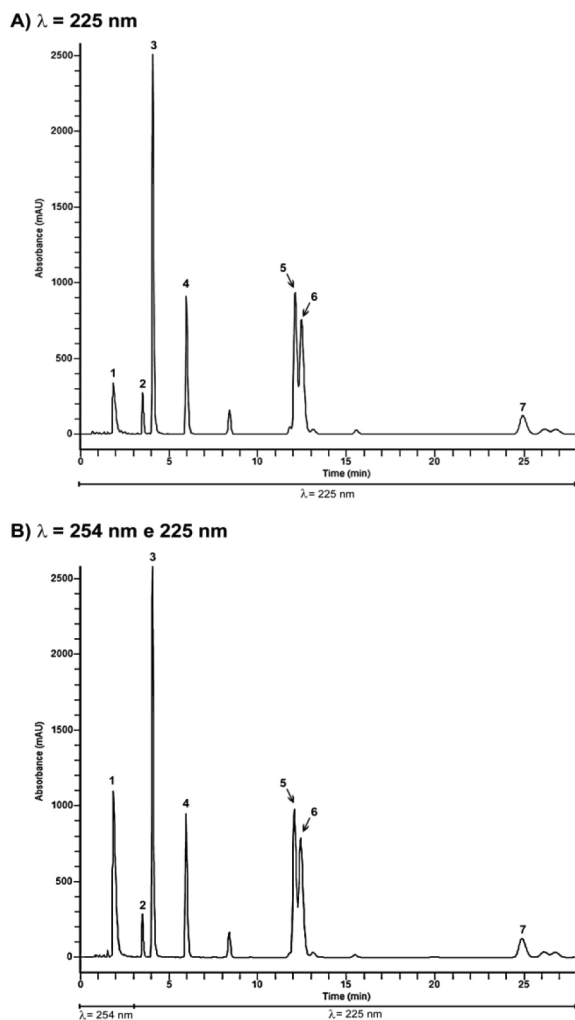 A) λ = 225 nm
3
2500
2000
1500
Absorbance (mAU)
1000
5
4
6
500
1
2
7
0
0 5 10 15 20 25
Time (min)
λ= 225 nm
B) λ = 254 nm e 225 nm
3
2500
2000
1500
Absorbance (mAU)
1
5
1000
4
6
500
2
7
0
0 5 10 15 20 25
Time (min)
λ= 254 nm λ= 225 nm